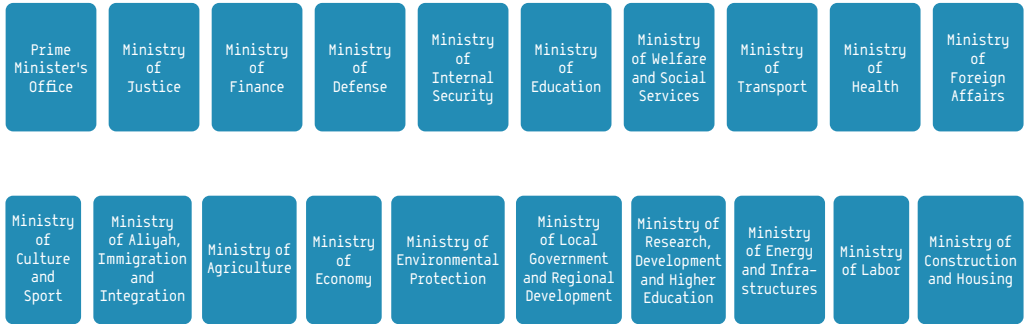 Prime
Minister's
Office
Ministry
of
Justice
Ministry
of
Finance
Ministry
of
Defense
Ministry
of
Internal
Security
Ministry
of
Education
Ministry
of Welfare
and Social
Services
Ministry
of
Transport
Ministry
of
Health
Ministry
of
Foreign
Affairs
Ministry
of
Culture
and
Sport
Ministry
of Aliyah,
Immigration
and
Integration
Ministry of
Agriculture
Ministry
of
Economy
Ministry of
Environmental
Protection
Ministry
of Local
Government
and Regional
Development
Ministry of
Research,
Development
and Higher
Education
Ministry
of Energy
and Infra-
structures
Ministry
of Labor
Ministry of
Construction
and Housing